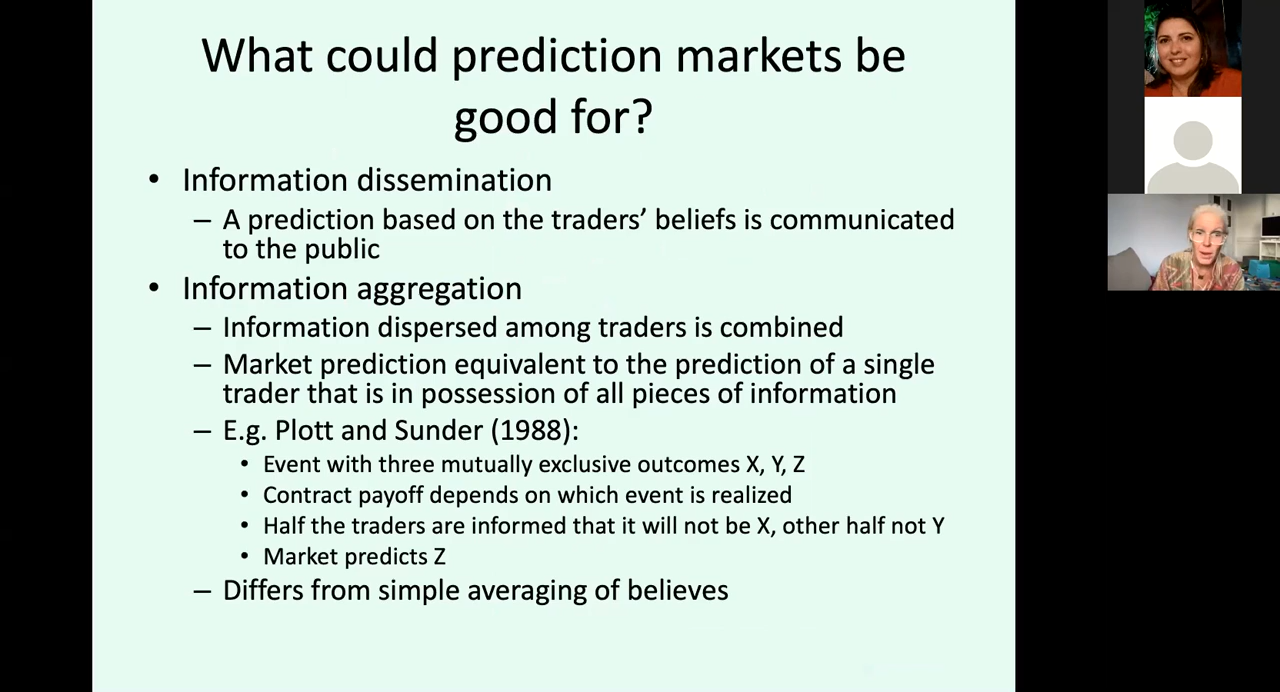 What could prediction markets be
good for?
• Information dissemination
– A prediction based on the traders’ beliefs is communicated
to the public
• Information aggregation
– Information dispersed among traders is combined
– Market prediction equivalent to the prediction of a single
trader that is in possession of all pieces of information
– E.g. Plott and Sunder (1988):
• Event with three mutually exclusive outcomes X, Y, Z
• Contract payoff depends on which event is realized
• Half the traders are informed that it will not be X, other half not Y
• Market predicts Z
– Differs from simple averaging of believes